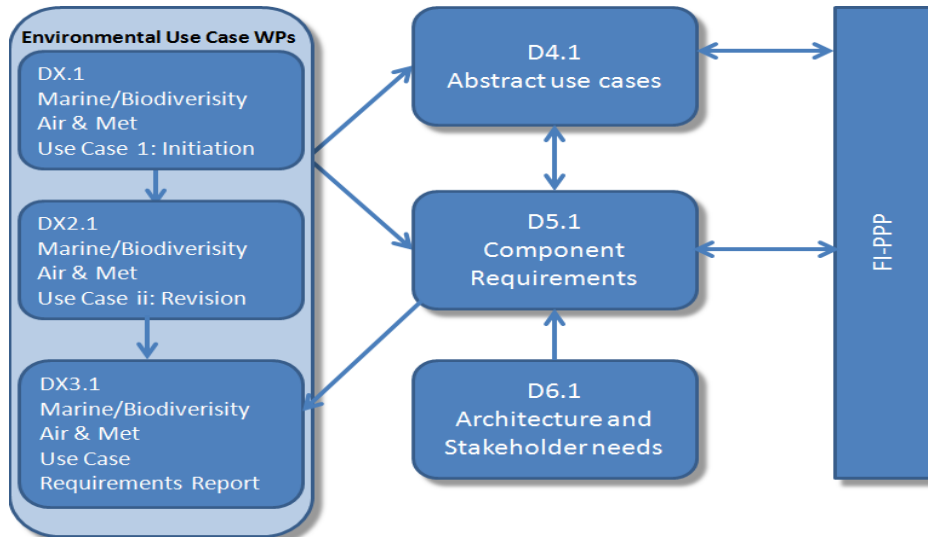 Environmental Use Case WPs
DX.1
Marine/Biodiverisity
Air & Met
Use Case 1: Initiation
DX2.1
Marine/Biodiverisity
Air & Met
Use Case ii: Revision
DX3.1
Marine/Biodiverisity
Air & Met
Use Case
Requirements Report
D4.1
Abstract use cases
D5.1
Component
Requirements
D6.1
Architecture and
Stakeholder needs
FI-PPP